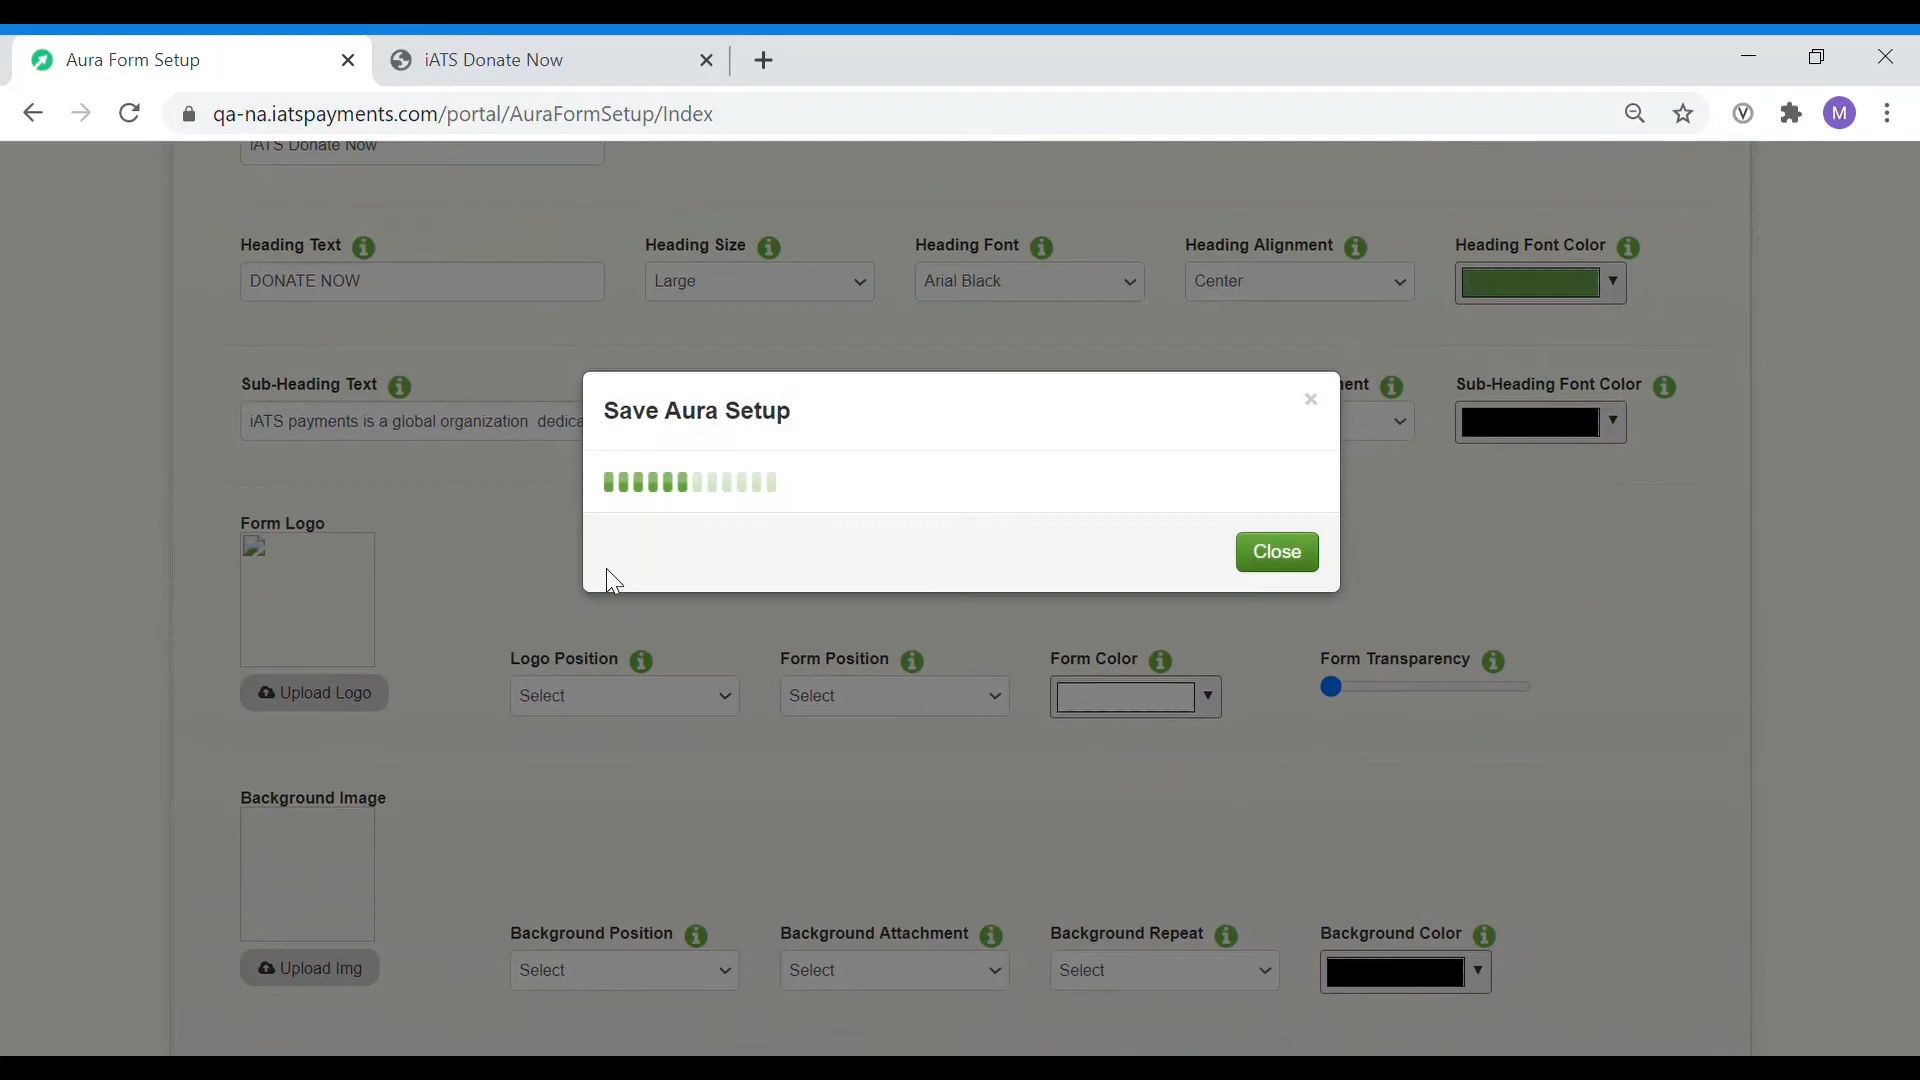 Aura Form Setup
iATS Donate Now
qa-na.iatspayments.com/portal/AuraFormSetup/Index
M
iATS Donate Now
Heading Text
Heading Size
Heading Font
Heading Alignment
Heading Font Color
DONATE NOW
Large
Arial Black
Center
Sub-Heading Text
ent
Sub-Heading Font Color
iATS payments is a global organization dedica
Save Aura Setup
Close
Form Logo
Upload Logo
Logo Position
Form Position
Form Color
Form Transparency
Select
Select
Background Image
Upload Img
Background Position
Background Attachment
Background Repeat
Background Color
Select
Select
Select